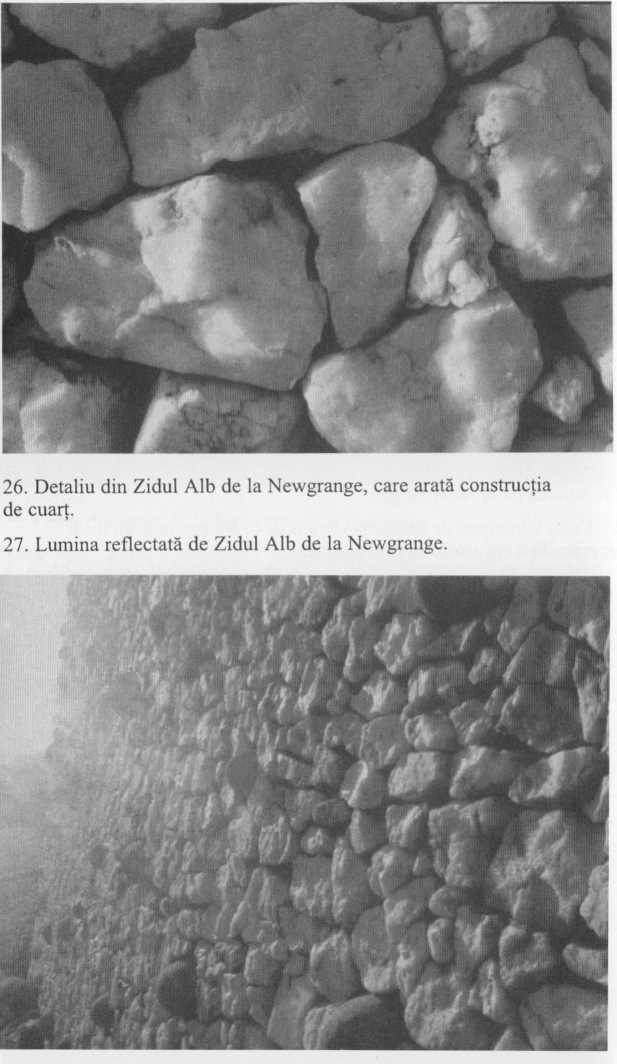 26. Detaliu din Zidul Alb de la Newgrange, care arată construcția
de cuarț.
27. Lumina reflectată de Zidul Alb de la Newgrange.